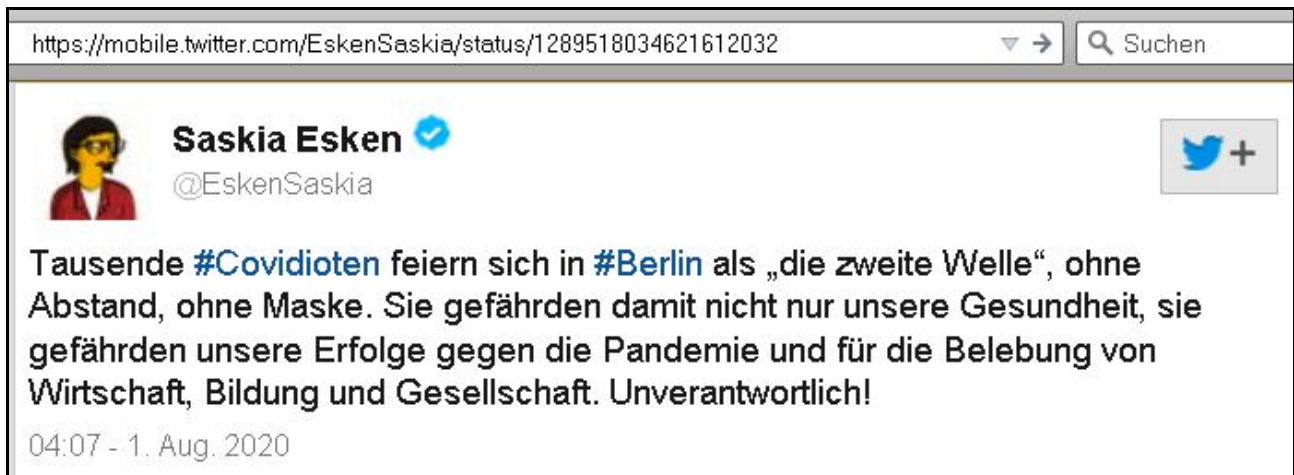 https://mobile.twitter.com/EskenSaskia/status/1289518034621612032
Suchen
Saskia Esken
@EskenSaskia
Tausende #Covidioten feiern sich in #Berlin als „die zweite Welle“, ohne
Abstand, ohne Maske. Sie gefährden damit nicht nur unsere Gesundheit, sie
gefährden unsere Erfolge gegen die Pandemie und für die Belebung von
Wirtschaft, Bildung und Gesellschaft. Unverantwortlich!
04:07 - 1. Aug. 2020